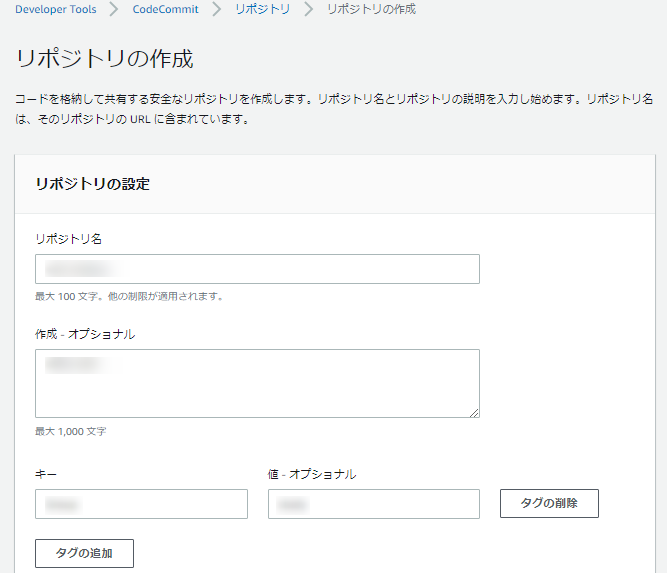 Developer Tools > CodeCommit > リポジトリ > リポジトリの作成
リポジトリの作成
コードを格納して共有する安全なリポジトリを作成します。リポジトリ名とリポジトリの説明を入力し始めます。リポジトリ名
は、そのリポジトリの URL に含まれています。
リポジトリの設定
リポジトリ名
最大 100 文字。他の制限が適用されます。
作成 - オプショナル
最大 1,000 文字
キー 値 - オプショナル
タグの削除
タグの追加